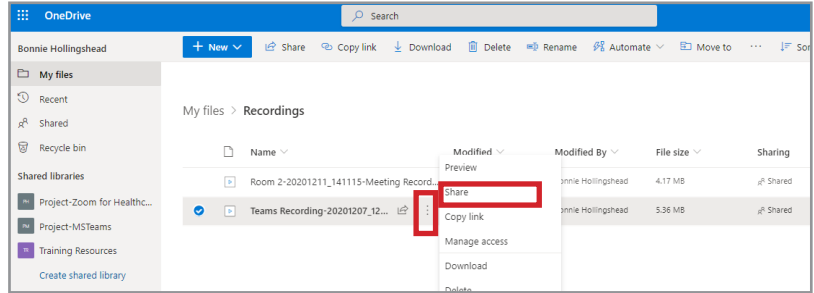 OneDrive
Search
Bonnie Hollingshead
New
Share
Copy link
Download
Delete
Rename
Automate
Move to
Sor
My files
Recent
Shared
Recycle bin
Shared libraries
Project-Zoom for Healthc...
Project-MSTeams
TR Training Resources
Create shared library
My files > Recordings
Name
Modified
Modified By
File size
Sharing
Room 2-20201211_141115-Meeting Record...
onnie Hollingshead
4.17 MB
Shared
Teams Recording-20201207_12...
onnie Hollingshead
5.36 MB
Shared
Preview
Share
Copy link
Manage access
Download
Delete